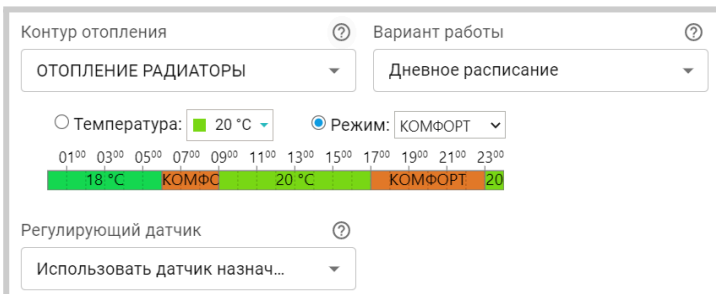 Контур отопления Вариант работы
ОТОПЛЕНИЕ РАДИАТОРЫ Дневное расписание
Температура: 20 °C Режим: КОМФОРТ
01⁰⁰ 03⁰⁰ 05⁰⁰ 07⁰⁰ 09⁰⁰ 11⁰⁰ 13⁰⁰ 15⁰⁰ 17⁰⁰ 19⁰⁰ 21⁰⁰ 23⁰⁰
18 °C КОМФС 20 °C КОМФОРТ 20
Регулирующий датчик
Использовать датчик назнач...